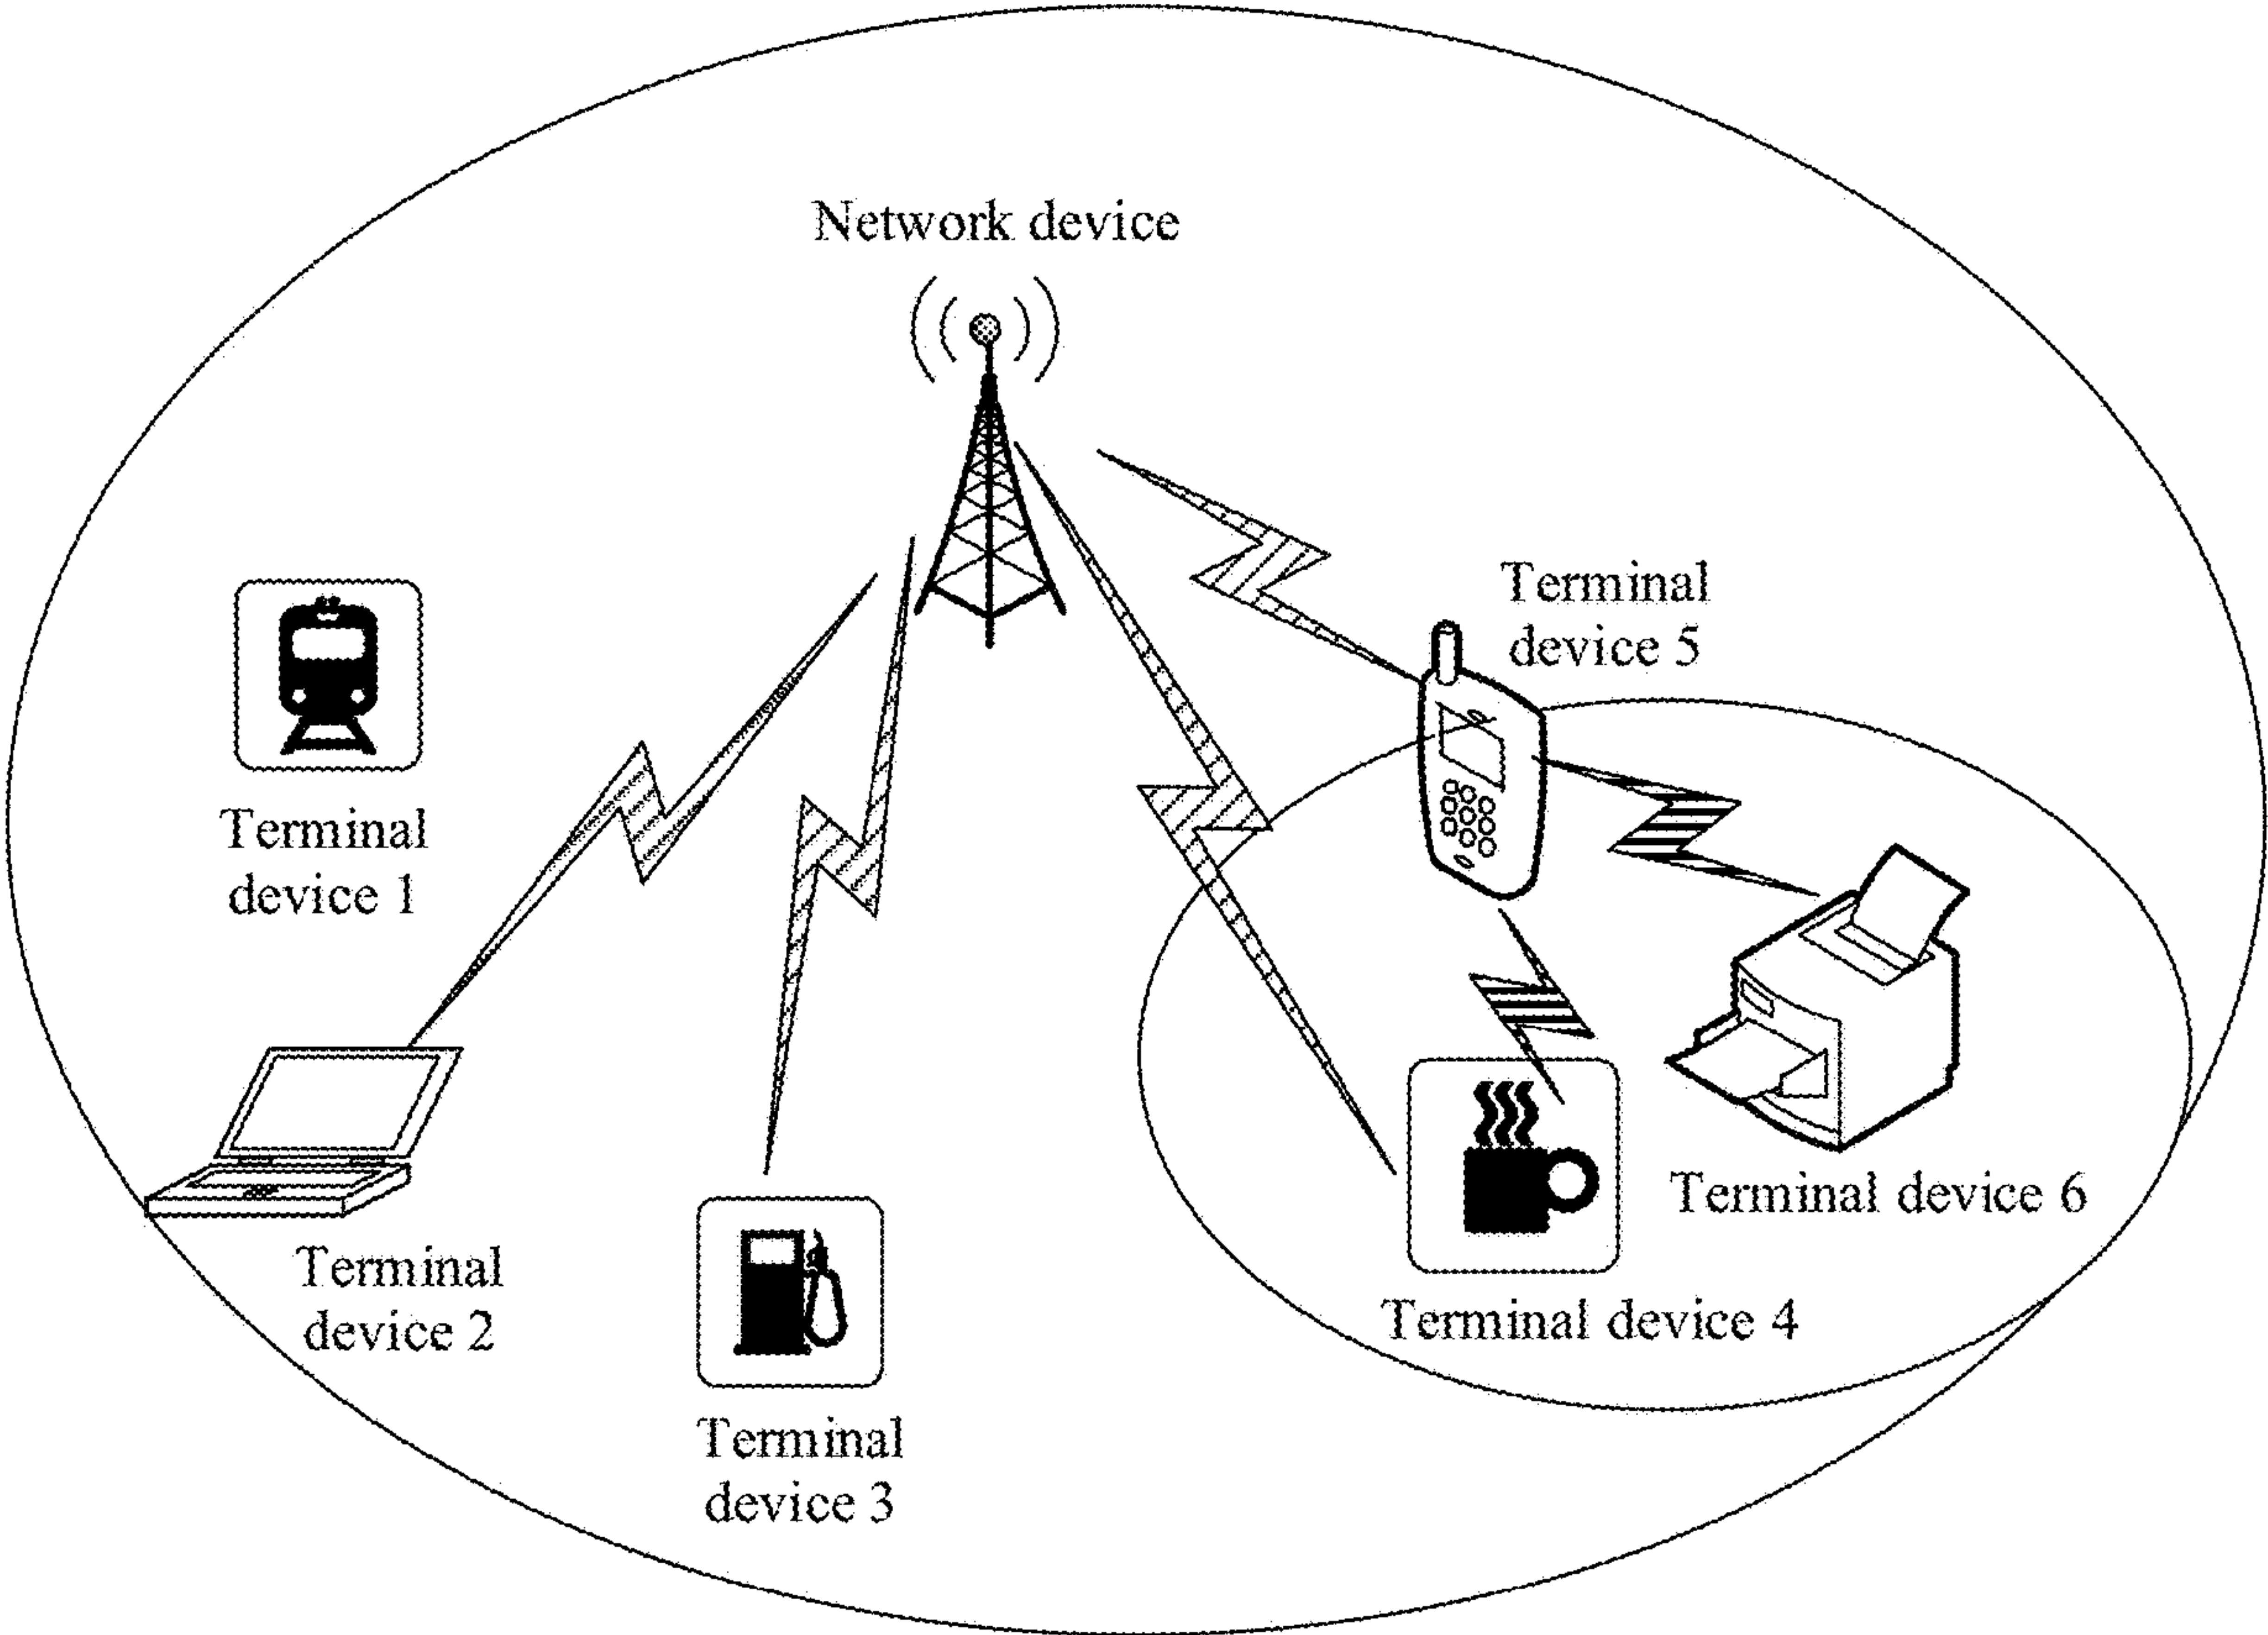 Network device
Terminal
device 5
Terminal
device 1
Terminal device 6
Terminal
device 2
Terminal device 4
Terminal
device 3